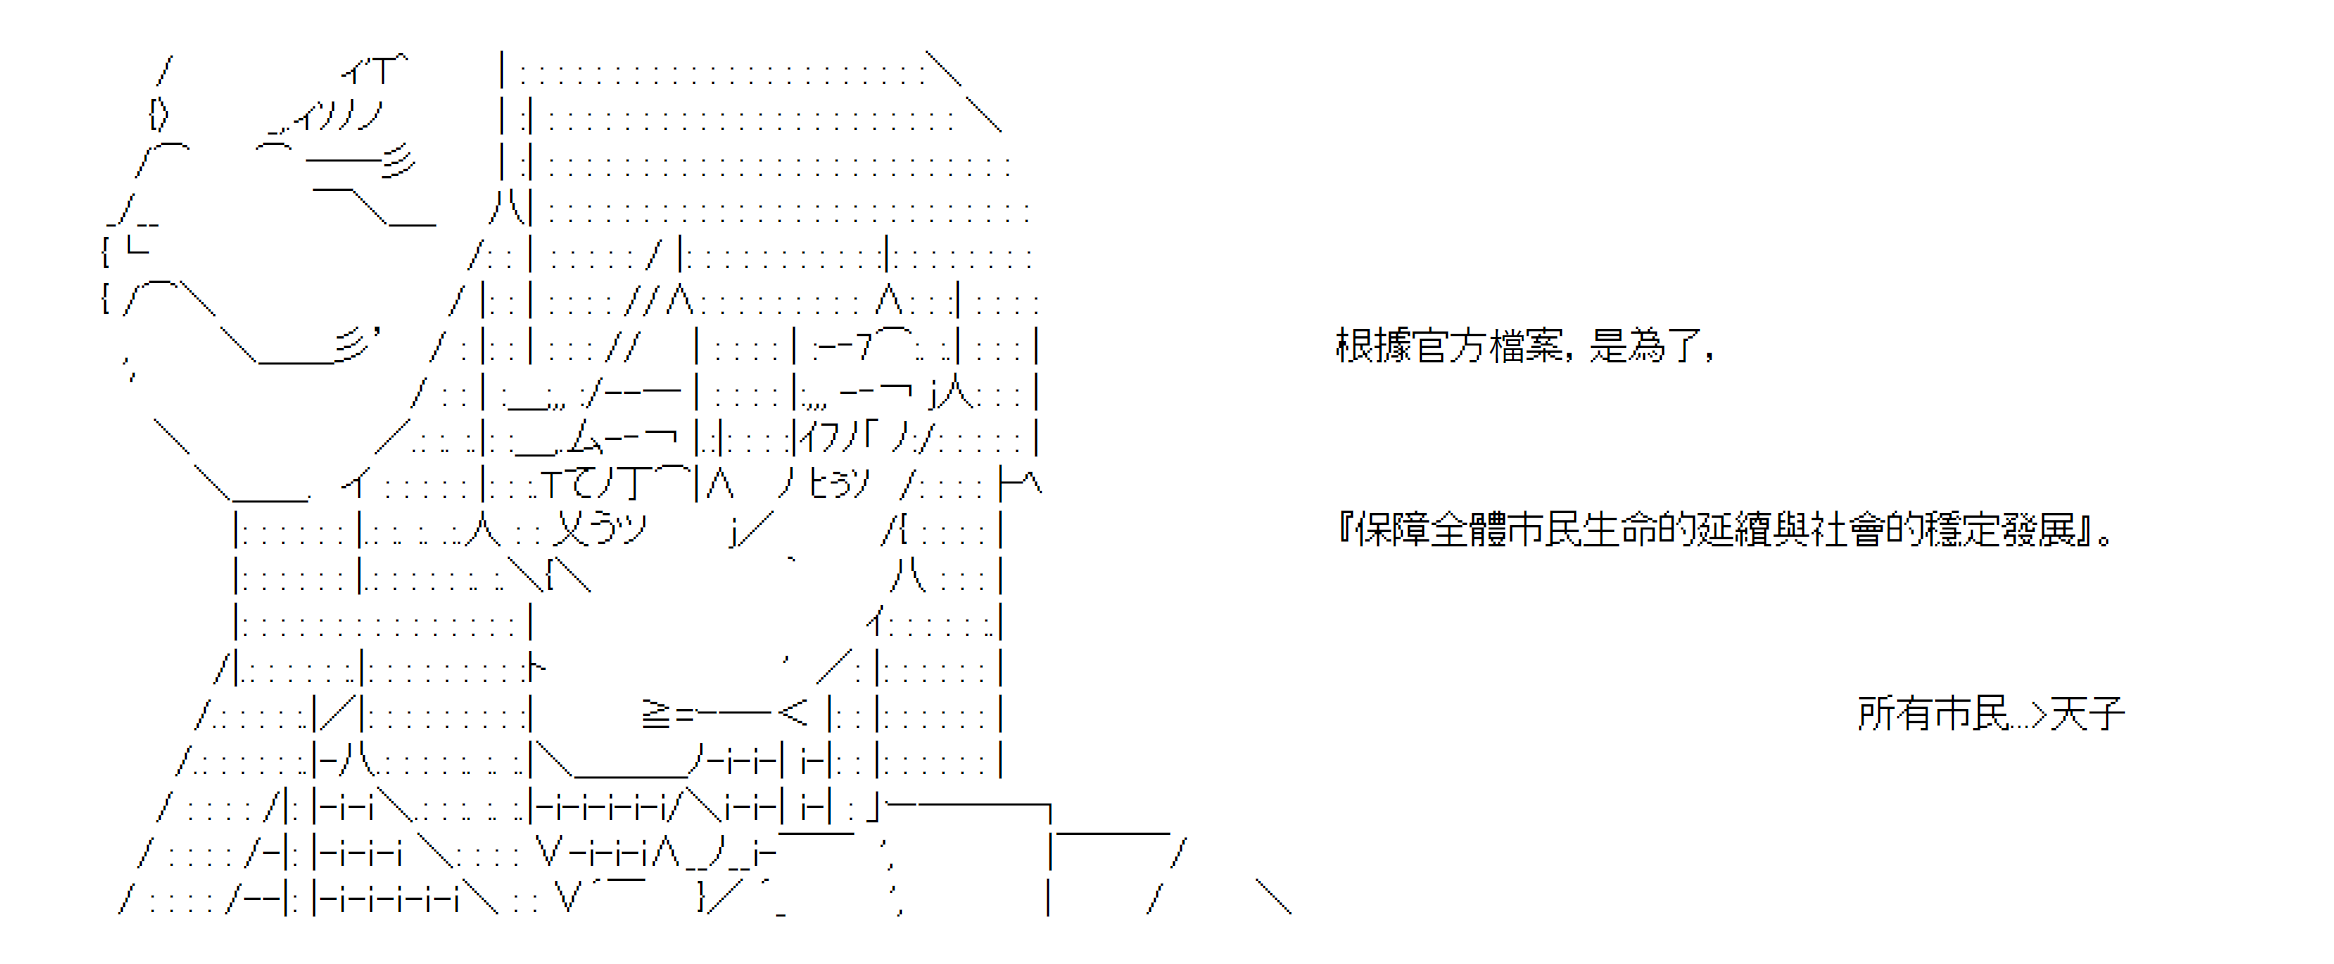 根據官方檔案，是為了，
『保障全體市民生命的延續與社會的穩定發展』。
所有市民...>天子